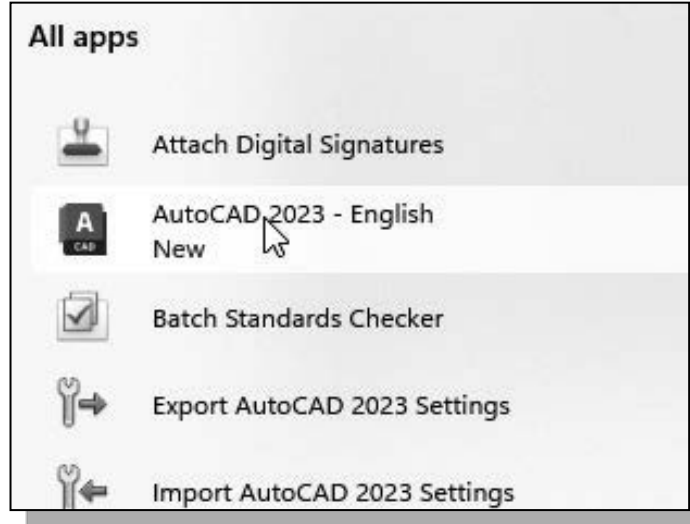 All apps
Attach Digital Signatures
A
CAD
AutoCAD 2023 - English
New
Batch Standards Checker
Export AutoCAD 2023 Settings
Import AutoCAD 2023 Settings